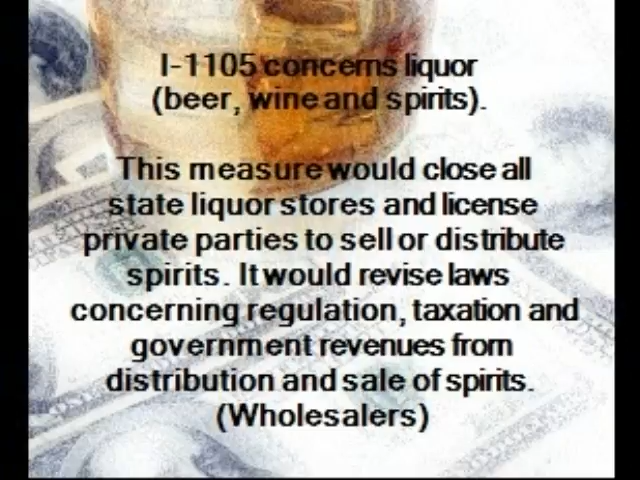 I-1105 concerns liquor
(beer, wine and spirits).
This measure would close all
state liquor stores and license
private parties to sell or distribute
spirits. It would revise laws
concerning regulation, taxation and
government revenues from
distribution and sale of spirits.
(Wholesalers)